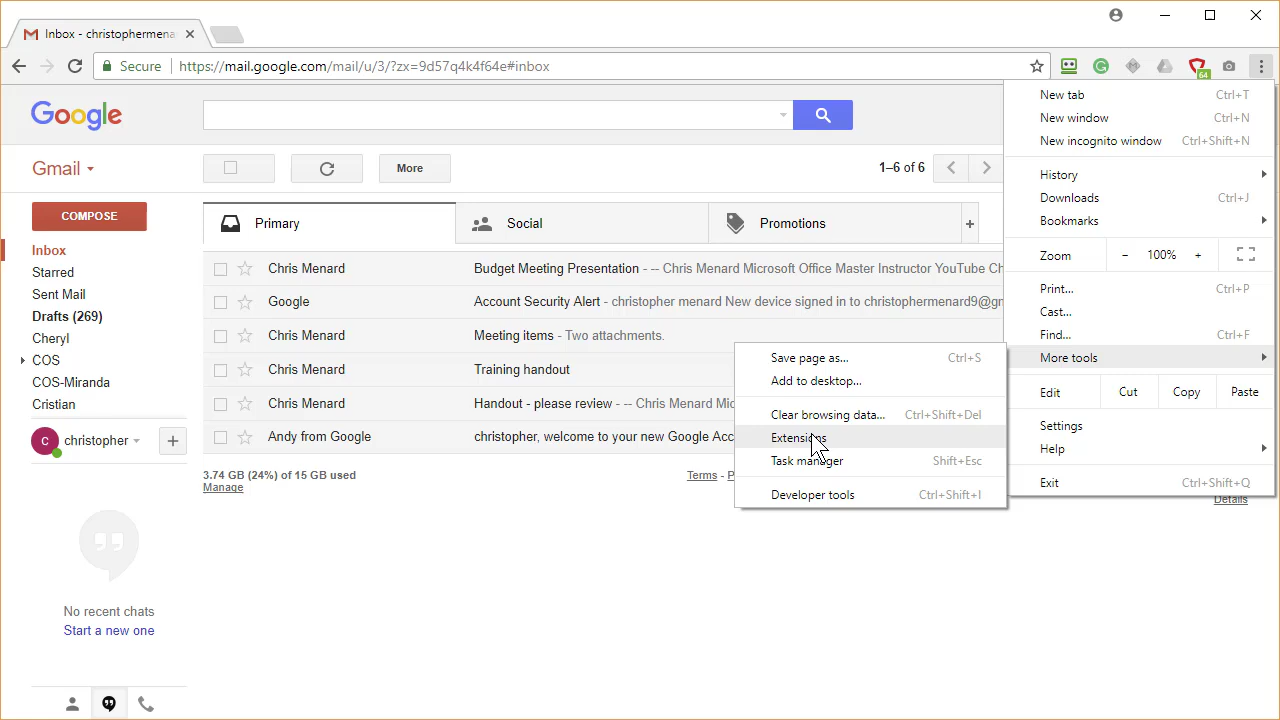 Inbox - christophermena
Secure https://mail.google.com/mail/u/3/?zx=9d57q4k4f64e#inbox
64
Google
Gmail
More
1–6 of 6
COMPOSE
Inbox
Starred
Sent Mail
Drafts (269)
Cheryl
COS
COS-Miranda
Cristian
C christopher
No recent chats
Start a new one
Primary Social Promotions
Chris Menard Budget Meeting Presentation - -- Chris Menard Microsoft Office Master Instructor YouTube Ch
Google Account Security Alert - christopher menard New device signed in to christophermenard9@gm
Chris Menard Meeting items - Two attachments.
Chris Menard Training handout
Chris Menard Handout - please review - -- Chris Menard Mi
Andy from Google christopher, welcome to your new Google Acc
3.74 GB (24%) of 15 GB used
Manage
Terms - P
Details
New tab Ctrl+T
New window Ctrl+N
New incognito window Ctrl+Shift+N
History
Downloads Ctrl+J
Bookmarks
Zoom - 100% +
Print... Ctrl+P
Cast...
Find... Ctrl+F
More tools
Edit Cut Copy Paste
Settings
Help
Exit Ctrl+Shift+Q
Save page as... Ctrl+S
Add to desktop...
Clear browsing data... Ctrl+Shift+Del
Extensions
Task manager Shift+Esc
Developer tools Ctrl+Shift+I